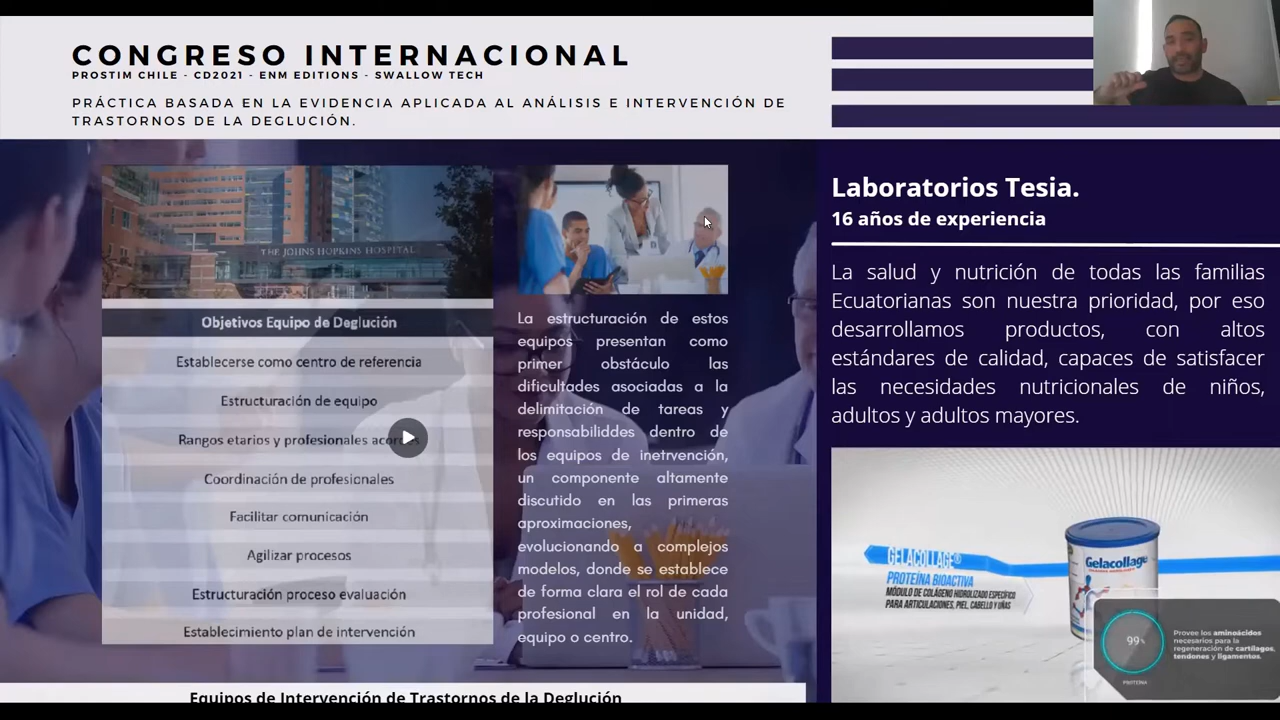 CONGRESO INTERNACIONAL
PROSTIM CHILE - CD2021 - ENM EDITIONS - SWALLOW TECH
PRÁCTICA BASADA EN LA EVIDENCIA APLICADA AL ANÁLISIS E INTERVENCIÓN DE
TRASTORNOS DE LA DEGLUCIÓN.
THE JOHNS HOPKINS HOSPITAL
Objetivos Equipo de Deglución
Establecerse como centro de referencia
Estructuración de equipo
Rangos etarios y profesionales acordes
Coordinación de profesionales
Facilitar comunicación
Agilizar procesos
Estructuración proceso evaluación
Establecimiento plan de intervención
La estructuración de estos
equipos presentan como
primer obstáculo las
dificultades asociadas a la
delimitación de tareas y
responsabiliddes dentro de
los equipos de inetrvención,
un componente altamente
discutido en las primeras
aproximaciones,
evolucionando a complejos
modelos, donde se establece
de forma clara el rol de cada
profesional en la unidad,
equipo o centro.
Equipos de Intervención de Trastornos de la Deglución
Laboratorios Tesia.
16 años de experiencia
La salud y nutrición de todas las familias
Ecuatorianas son nuestra prioridad, por eso
desarrollamos productos, con altos
estándares de calidad, capaces de satisfacer
las necesidades nutricionales de niños,
adultos y adultos mayores.
GELACOLLAGE®
PROTEÍNA BIOACTIVA
MÓDULO DE COLÁGENO HIDROLIZADO ESPECÍFICO
PARA ARTICULACIONES, PIEL, CABELLO Y UÑAS
Gelacollage
99%
PROTEÍNA
Provee los aminoácidos
necesarios para la
regeneración de cartílagos,
tendones y ligamentos.